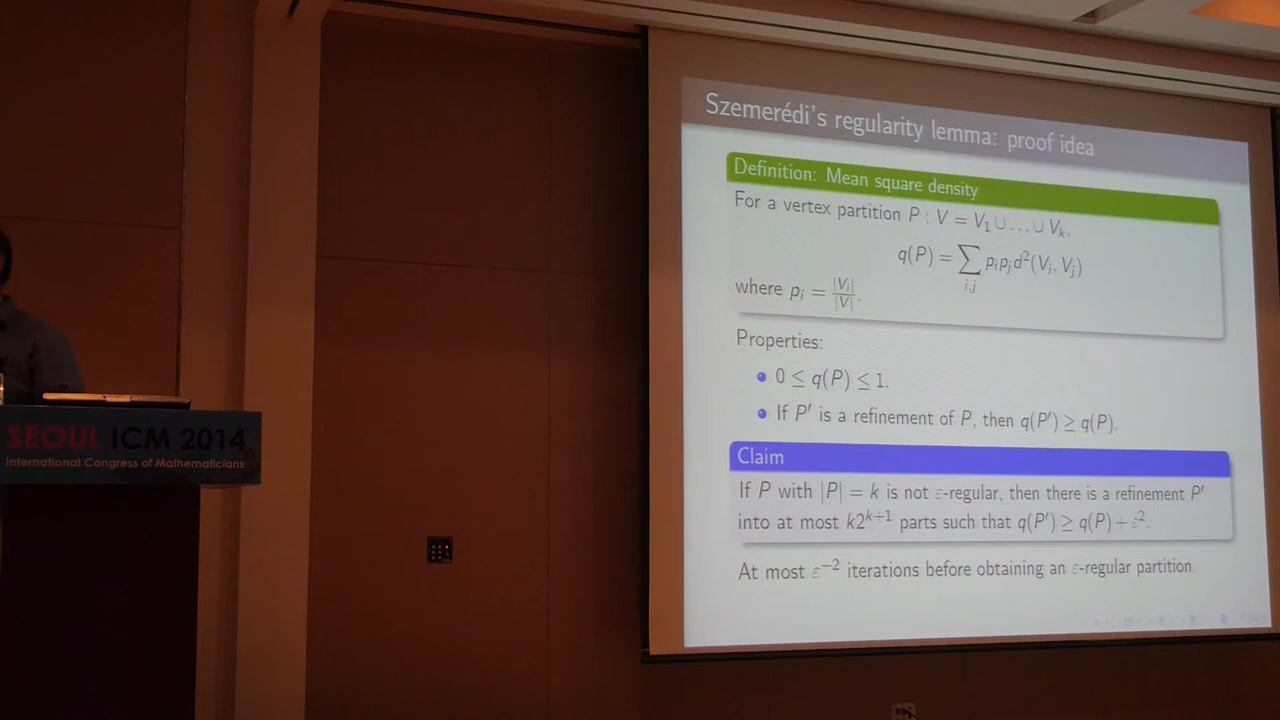 Szemerédi's regularity lemma: proof idea
Definition: Mean square density
For a vertex partition P : V = V₁ ∪ … ∪ Vₖ,
q(P) = ∑ᵢ,ⱼ pᵢpⱼd²(Vᵢ, Vⱼ)
where pᵢ = |Vᵢ|/|V|.
Properties:
0 ≤ q(P) ≤ 1.
If P′ is a refinement of P, then q(P′) ≥ q(P).
Claim
If P with |P| = k is not ε-regular, then there is a refinement P′
into at most k2ᵏ⁺¹ parts such that q(P′) ≥ q(P) + ε².
At most ε⁻² iterations before obtaining an ε-regular partition.
SEOUL ICM 2014
International Congress of Mathematicians